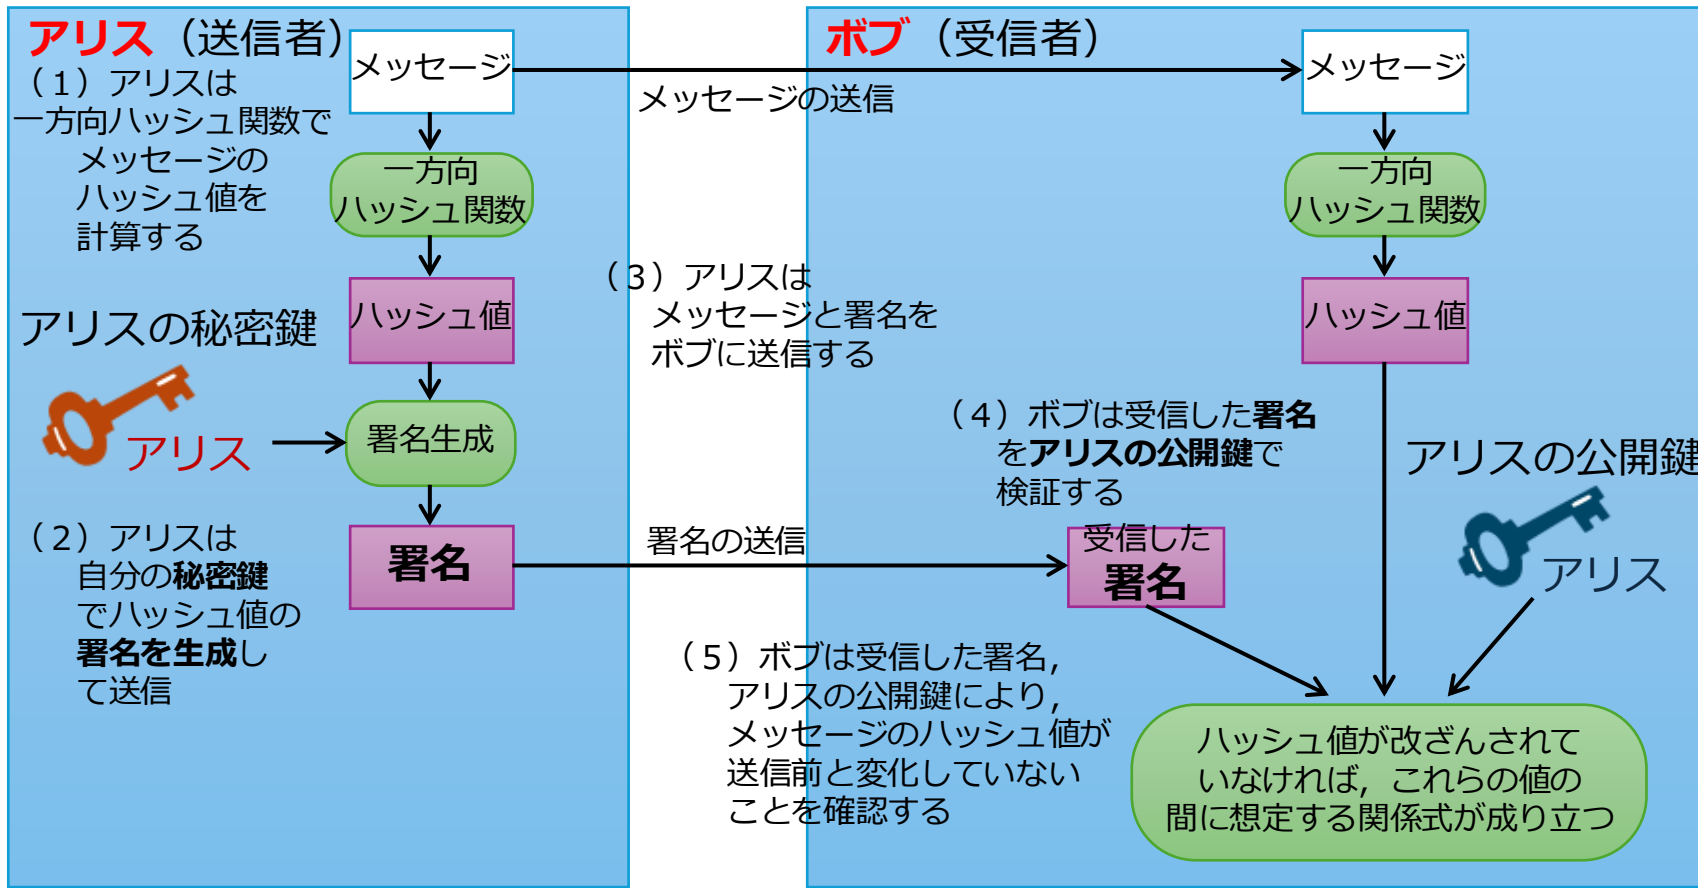 アリス（送信者）
（１）アリスは
一方向ハッシュ関数で
メッセージの
ハッシュ値を
計算する
メッセージ
一方向
ハッシュ関数
ハッシュ値
アリスの秘密鍵
アリス
署名生成
（２）アリスは
自分の秘密鍵
でハッシュ値の
署名を生成し
て送信
署名
メッセージの送信
（３）アリスは
メッセージと署名を
ボブに送信する
署名の送信
ボブ（受信者）
メッセージ
一方向
ハッシュ関数
ハッシュ値
（４）ボブは受信した署名
をアリスの公開鍵で
検証する
アリスの公開鍵
アリス
受信した
署名
（５）ボブは受信した署名，
アリスの公開鍵により，
メッセージのハッシュ値が
送信前と変化していない
ことを確認する
ハッシュ値が改ざんされて
いなければ，これらの値の
間に想定する関係式が成り立つ